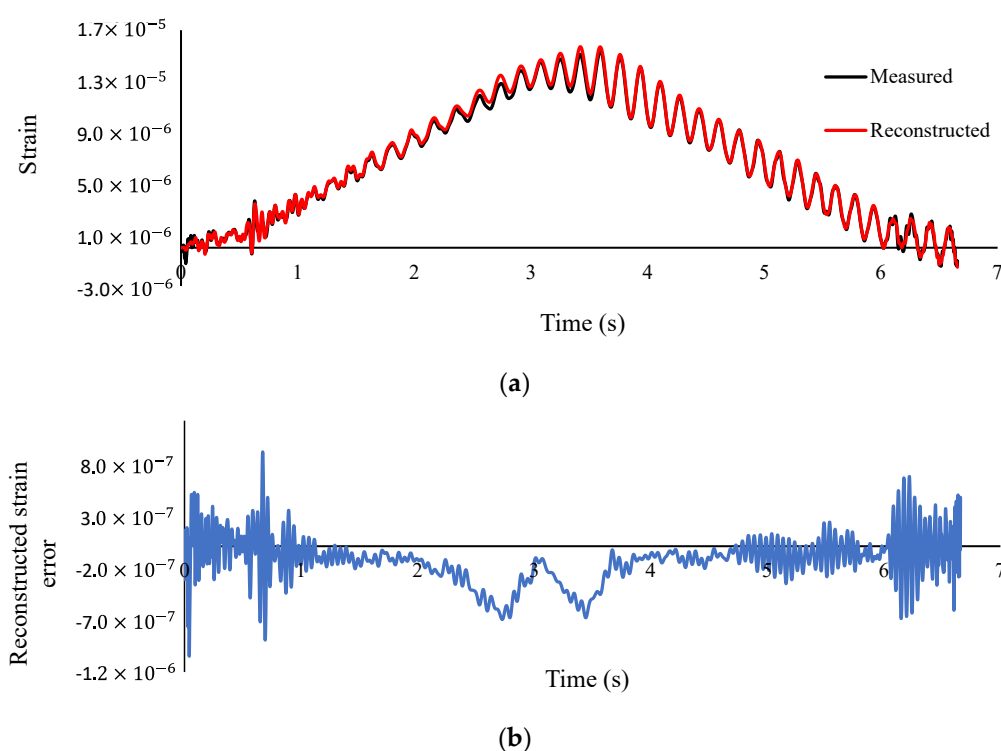 1.7× 10⁻⁵
1.3× 10⁻⁵
9.0× 10⁻⁶
5.0× 10⁻⁶
1.0× 10⁻⁶
-3.0× 10⁻⁶
Strain
Measured
Reconstructed
0 1 2 3 4 5 6 7
Time (s)
(a)
8.0 × 10⁻⁷
3.0 × 10⁻⁷
-2.0 × 10⁻⁷
-7.0 × 10⁻⁷
-1.2 × 10⁻⁶
Reconstructed strain
error
0 1 2 3 4 5 6 7
Time (s)
(b)